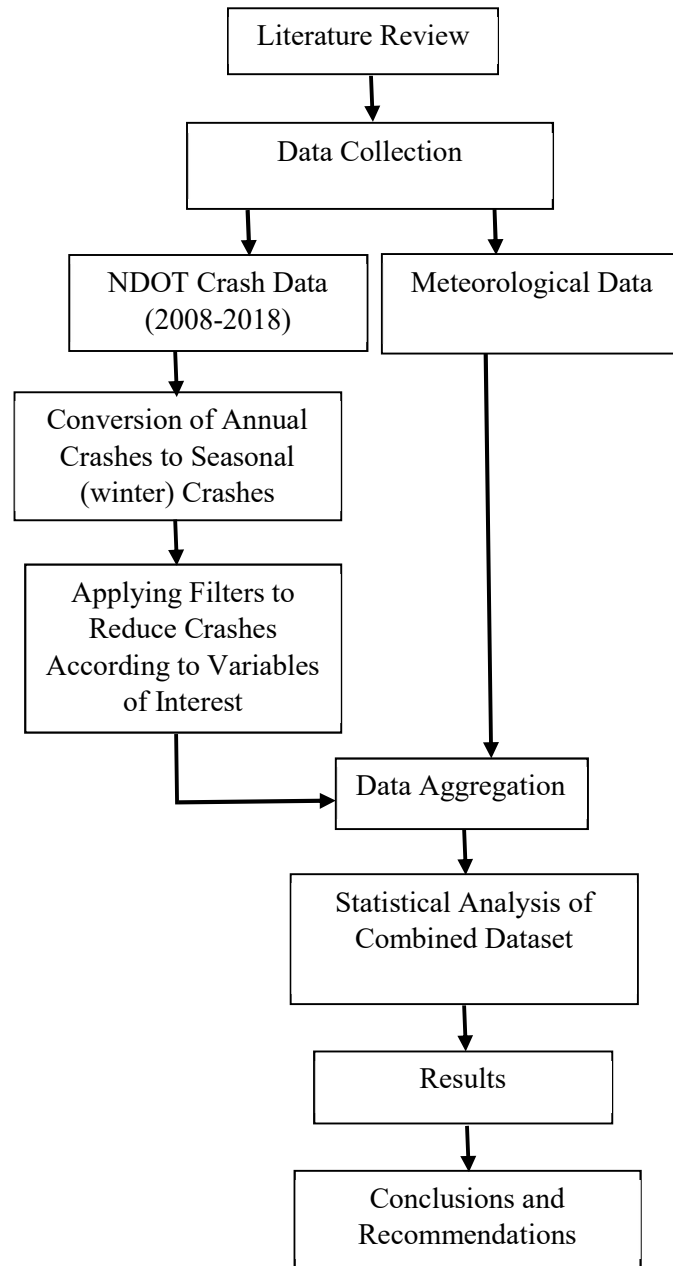 Literature Review
Data Collection
NDOT Crash Data
(2008-2018)
Meteorological Data
Conversion of Annual
Crashes to Seasonal
(winter) Crashes
Applying Filters to
Reduce Crashes
According to Variables
of Interest
Data Aggregation
Statistical Analysis of
Combined Dataset
Results
Conclusions and
Recommendations